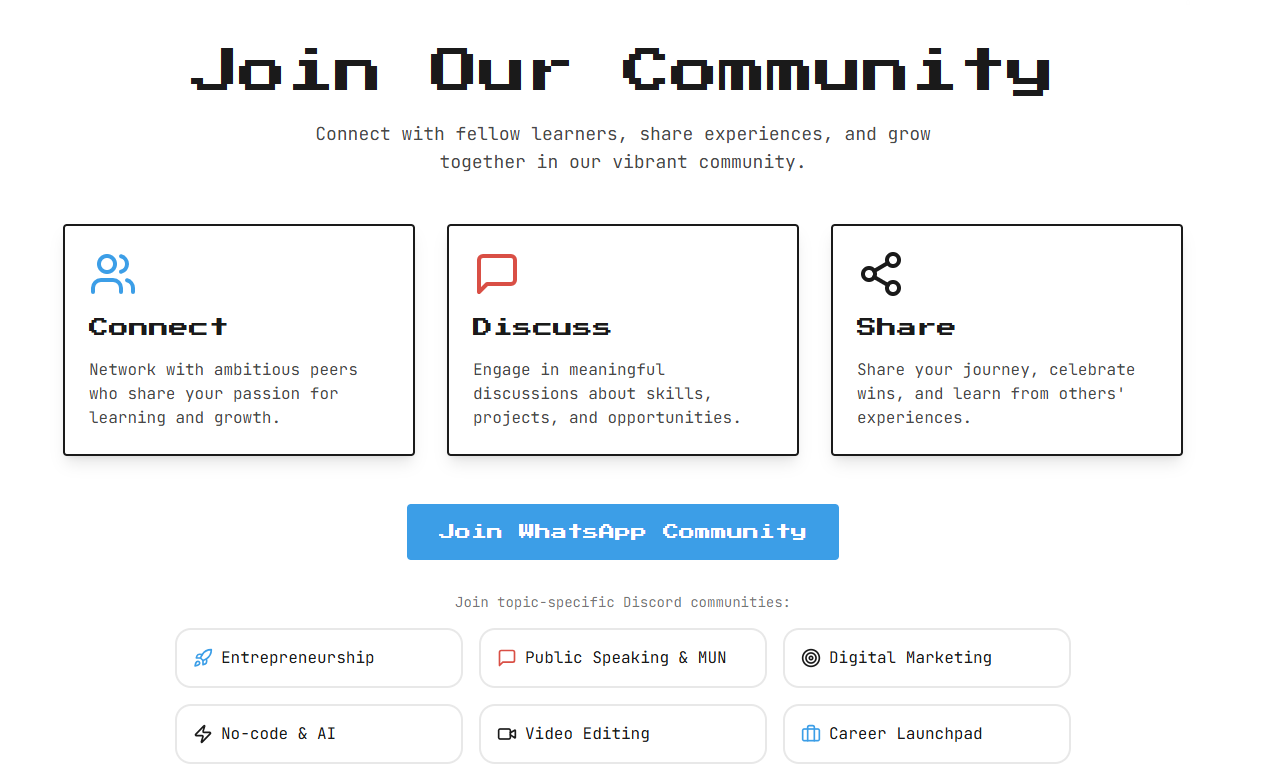 Join Our Community
Connect with fellow learners, share experiences, and grow
together in our vibrant community.
Connect
Network with ambitious peers
who share your passion for
learning and growth.
Discuss
Engage in meaningful
discussions about skills,
projects, and opportunities.
Share
Share your journey, celebrate
wins, and learn from others'
experiences.
Join WhatsApp Community
Join topic-specific Discord communities:
Entrepreneurship
Public Speaking & MUN
Digital Marketing
No-code & AI
Video Editing
Career Launchpad